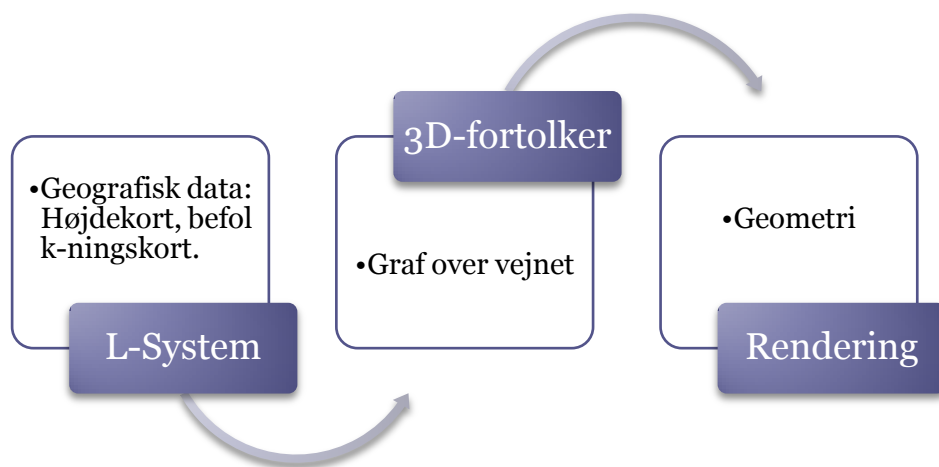 •Geografisk data:
Højdekort, befol
k-ningskort.
L-System
3D-fortolker
•Graf over vejnet
•Geometri
Rendering